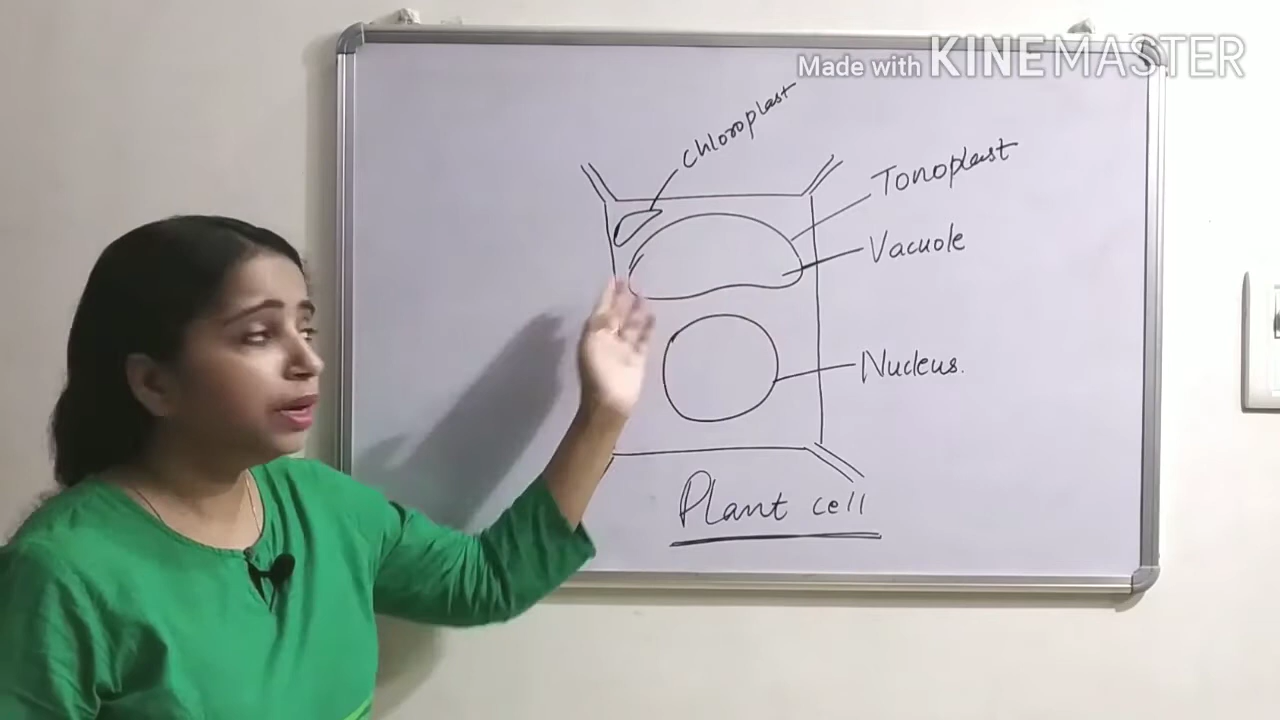 Made with KINEMASTER
Chloroplast
Tonoplast
Vacuole
Nucleus.
Plant cell